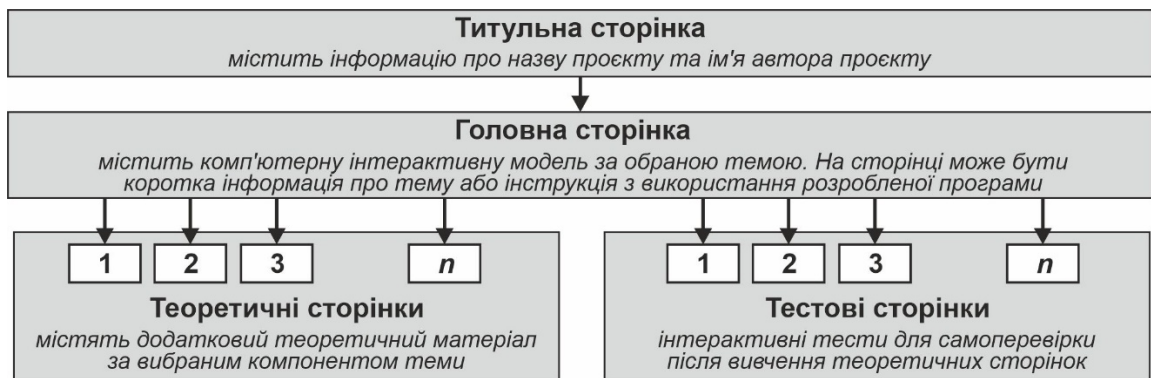 Титульна сторінка
містить інформацію про назву проєкту та ім'я автора проєкту
Головна сторінка
містить комп'ютерну інтерактивну модель за обраною темою. На сторінці може бути
коротка інформація про тему або інструкція з використання розробленої програми
1 2 3 n
Теоретичні сторінки
містять додатковий теоретичний матеріал
за вибраним компонентом теми
1 2 3 n
Тестові сторінки
інтерактивні тести для самоперевірки
після вивчення теоретичних сторінок